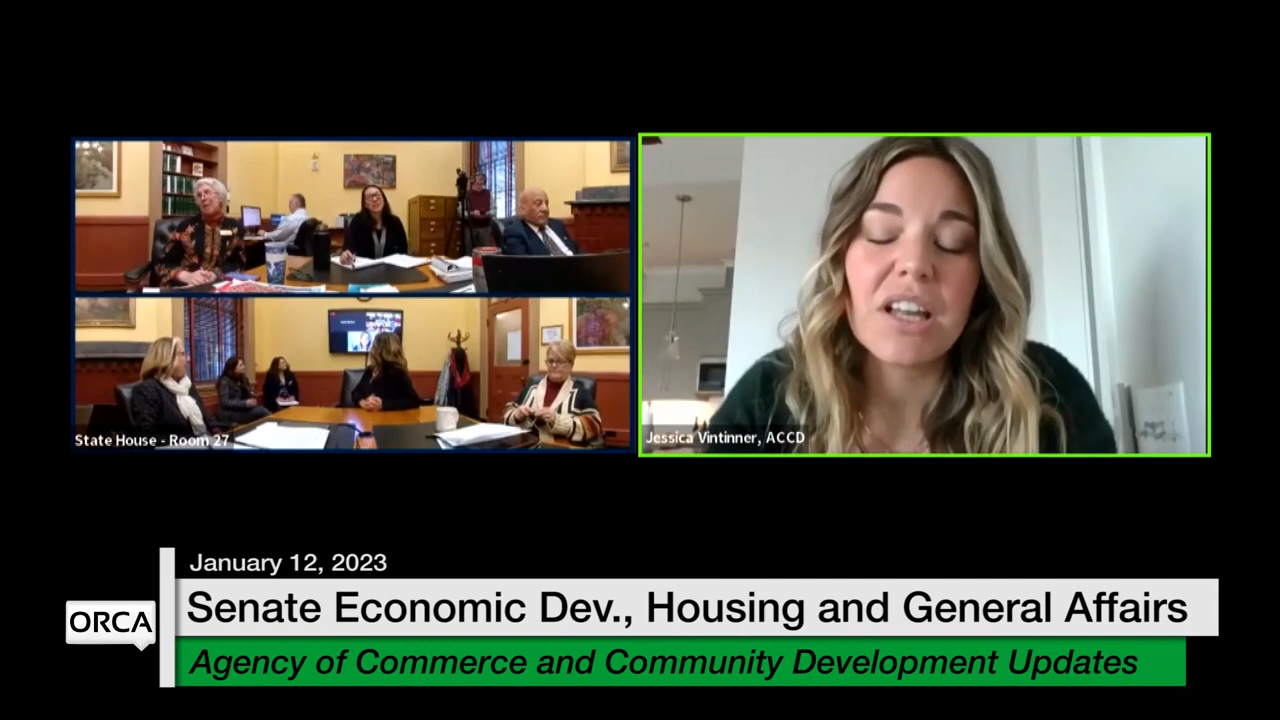 State House - Room 27
Jessica Vintinner, ACCD
January 12, 2023
Senate Economic Dev., Housing and General Affairs
ORCA
Agency of Commerce and Community Development Updates